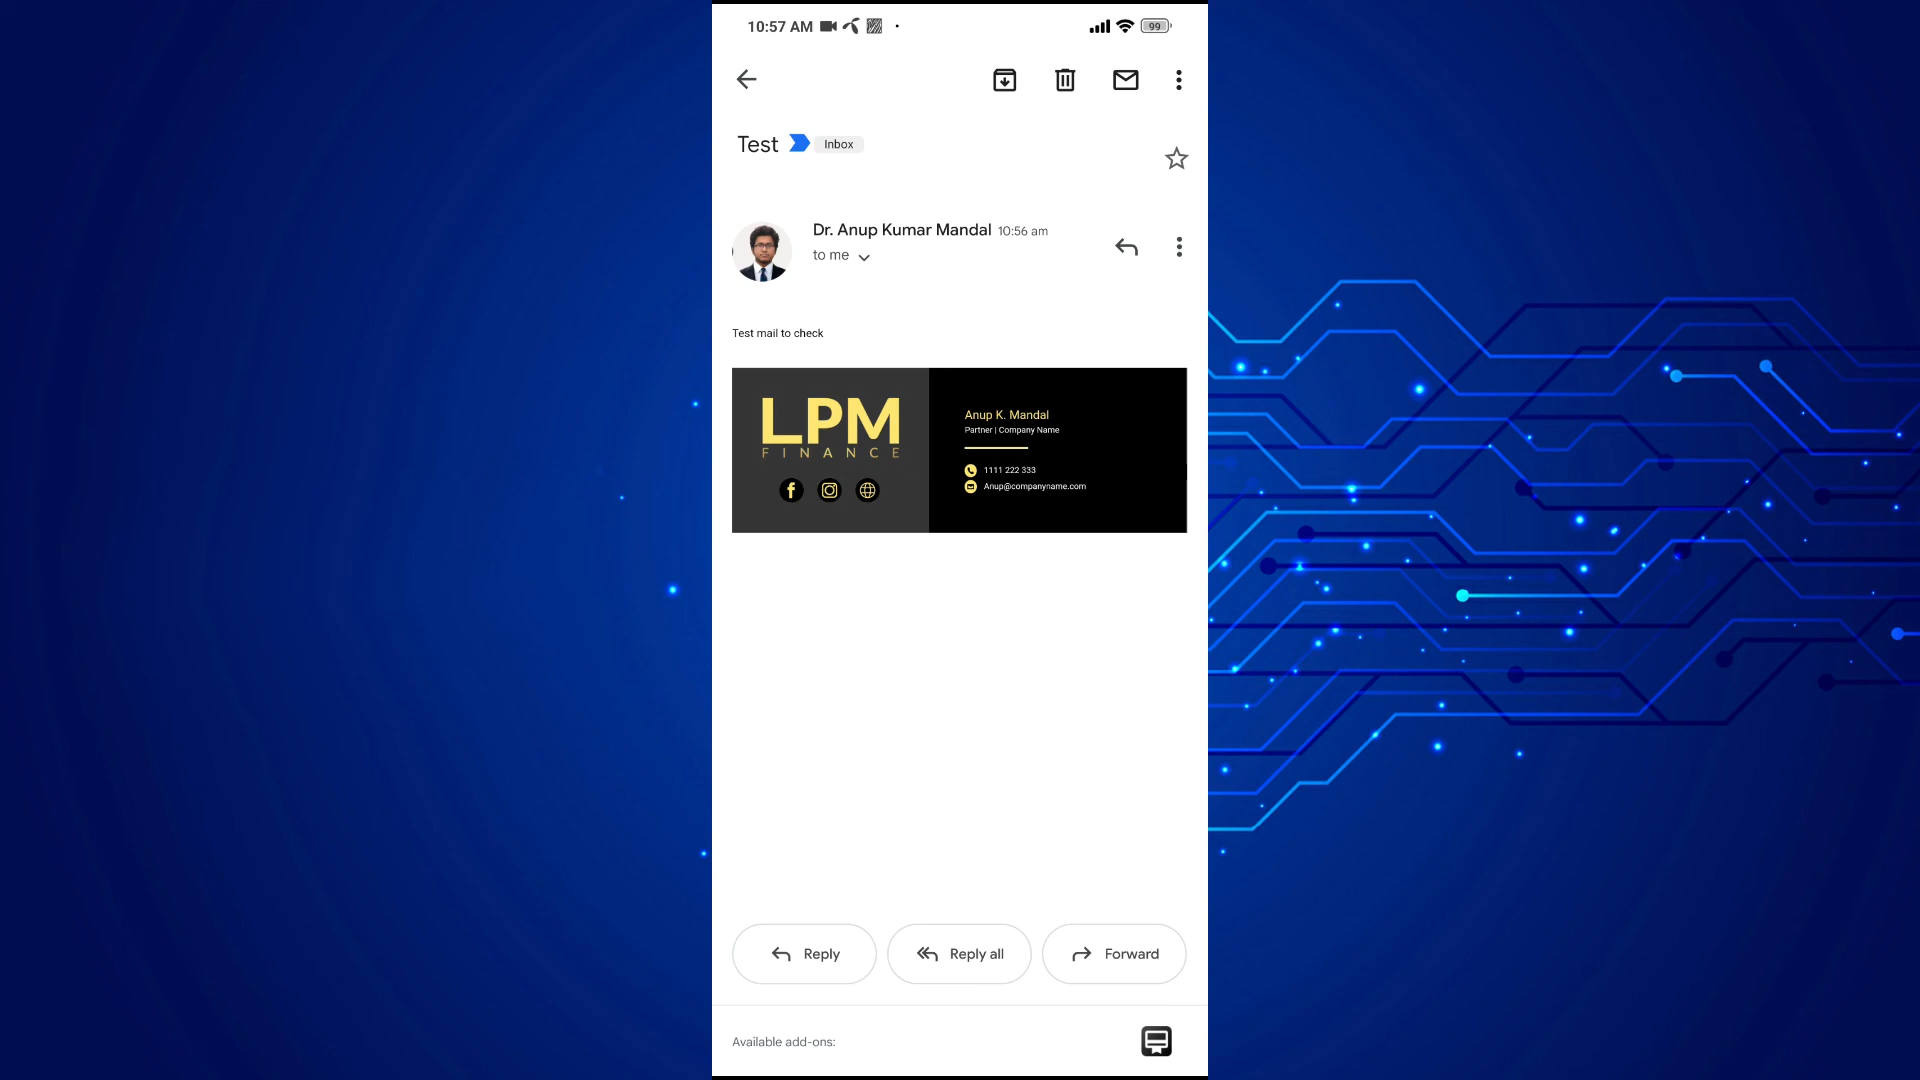 10:57 AM
99
Test
Inbox
Dr. Anup Kumar Mandal 10:56 am
to me
Test mail to check
LPM
FINANCE
Anup K. Mandal
Partner | Company Name
1111 222 333
Anup@companyname.com
Reply
Reply all
Forward
Available add-ons: